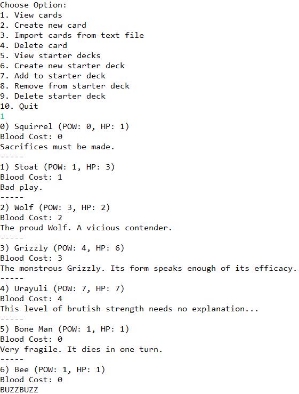 Choose Option:
1. View cards
2. Create new card
3. Import cards from text file
4. Delete card
5. View starter decks
6. Create new starter deck
7. Add to starter deck
8. Remove from starter deck
9. Delete starter deck
10. Quit
1
0) Squirrel (POW: 0, HP: 1)
Blood Cost: 0
Sacrifices must be made.
-----
1) Stoat (POW: 1, HP: 3)
Blood Cost: 1
Bad play.
-----
2) Wolf (POW: 3, HP: 2)
Blood Cost: 2
The proud Wolf. A vicious contender.
-----
3) Grizzly (POW: 4, HP: 6)
Blood Cost: 3
The monstrous Grizzly. Its form speaks enough of its efficacy.
-----
4) Urayuli (POW: 7, HP: 7)
Blood Cost: 4
This level of brutish strength needs no explanation...
-----
5) Bone Man (POW: 1, HP: 1)
Blood Cost: 0
Very fragile. It dies in one turn.
-----
6) Bee (POW: 1, HP: 1)
Blood Cost: 0
BUZZBUZZ